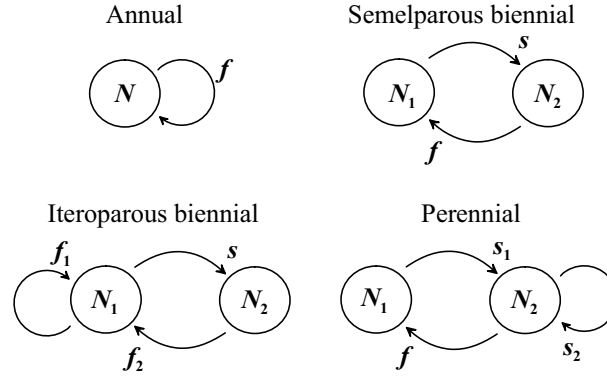 Annual
Semelparous biennial
f
N
s
N₁
N₂
f
Iteroparous biennial
Perennial
f₁
s
s₁
N₁
N₂
N₁
N₂
f₂
f
s₂